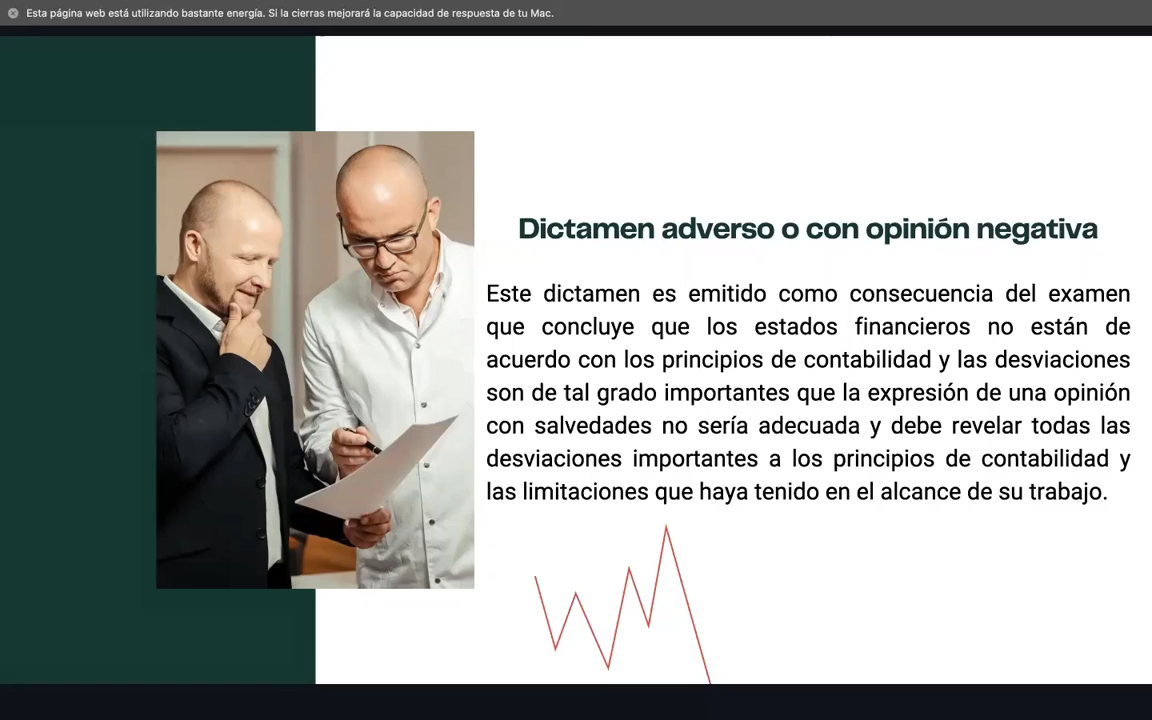 Esta página web está utilizando bastante energía. Si la cierras mejorará la capacidad de respuesta de tu Mac.
Dictamen adverso o con opinión negativa
Este dictamen es emitido como consecuencia del examen
que concluye que los estados financieros no están de
acuerdo con los principios de contabilidad y las desviaciones
son de tal grado importantes que la expresión de una opinión
con salvedades no sería adecuada y debe revelar todas las
desviaciones importantes a los principios de contabilidad y
las limitaciones que haya tenido en el alcance de su trabajo.